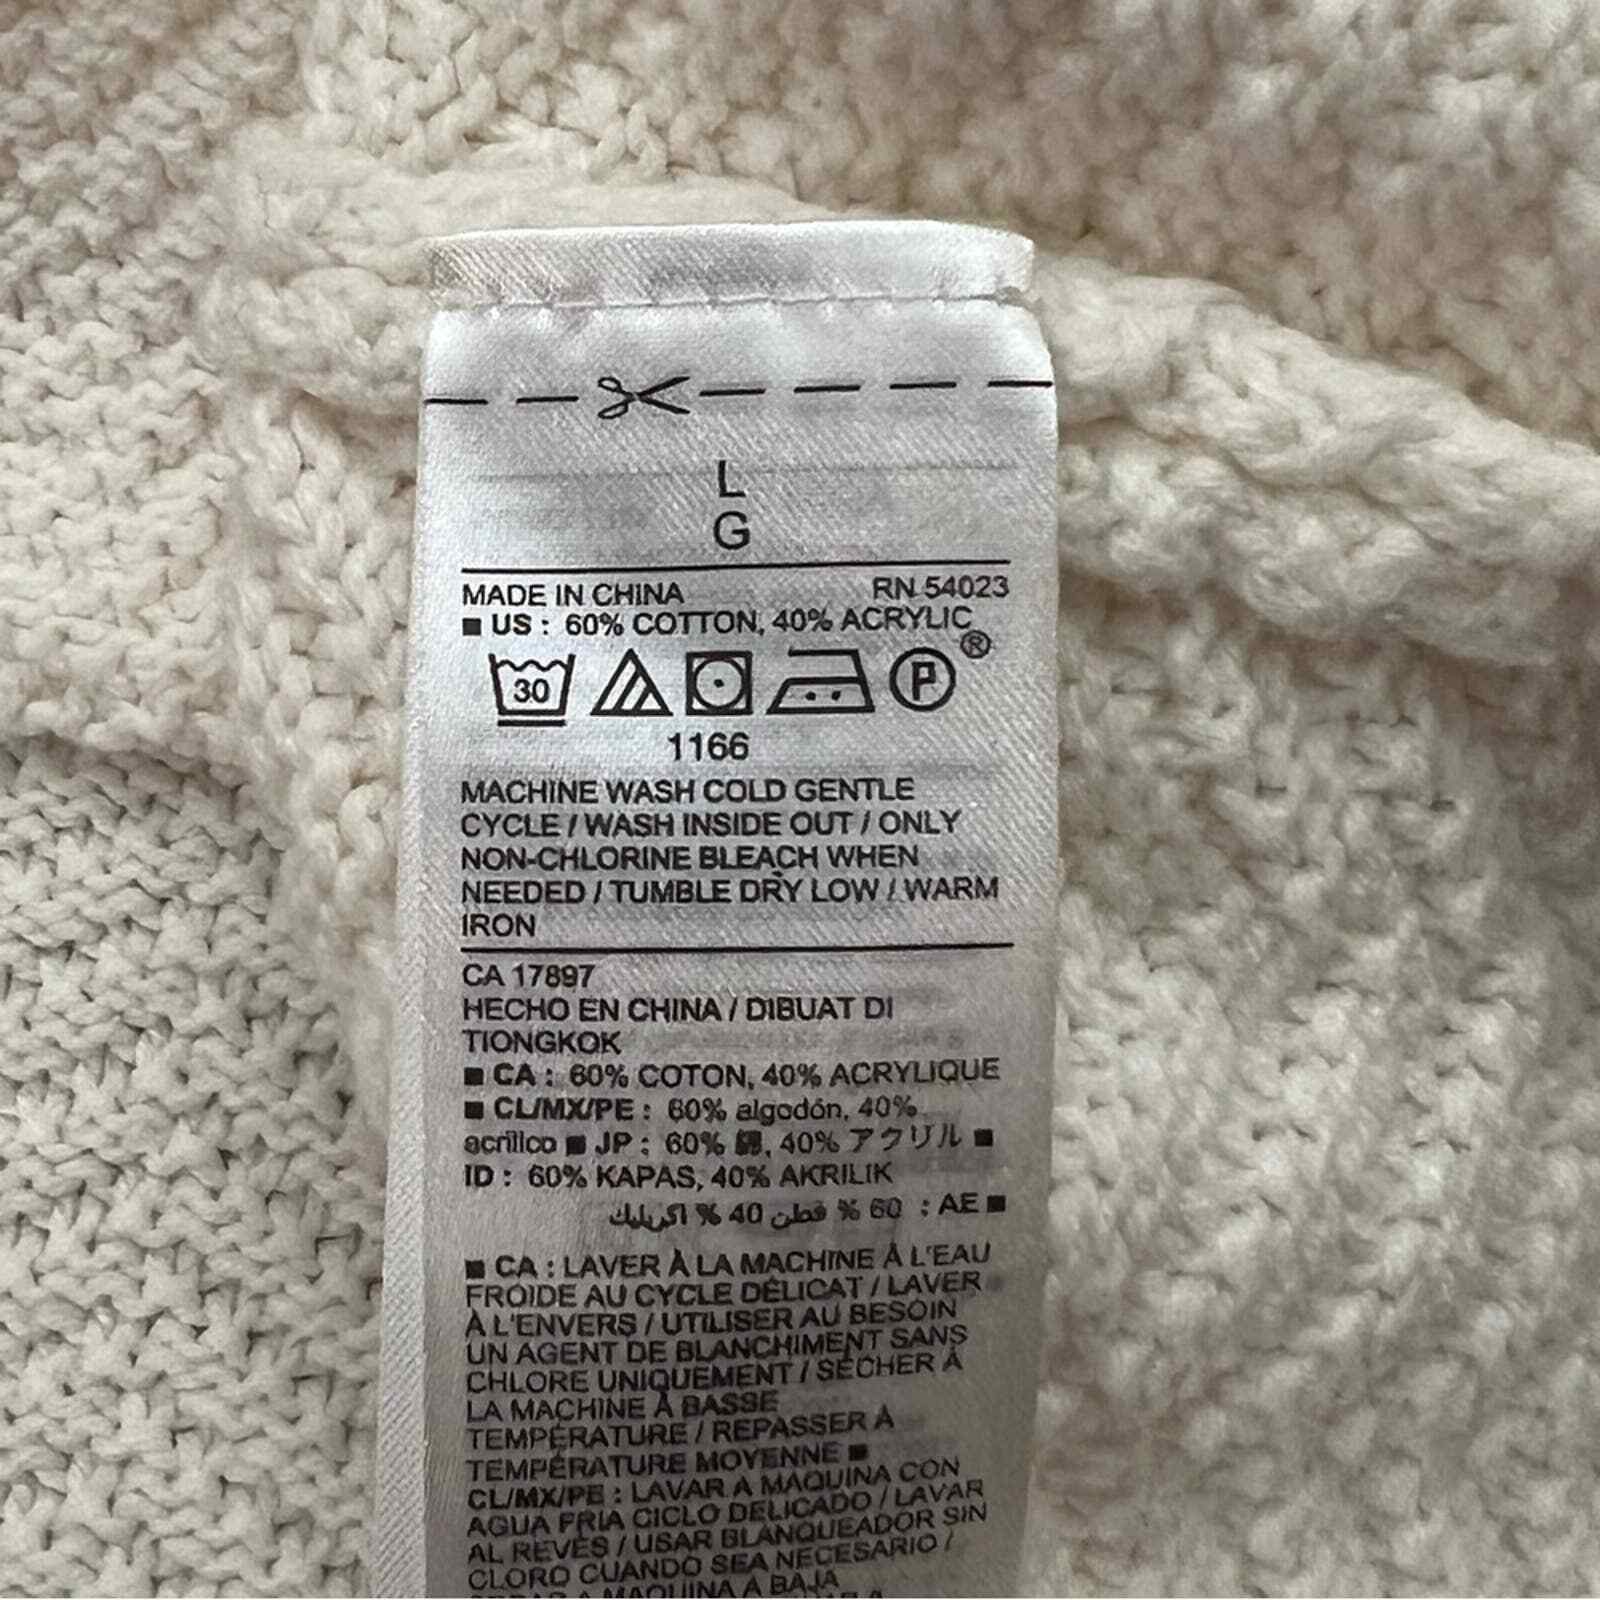 L
G
MADE IN CHINA RN 54023
■ US : 60% COTTON, 40% ACRYLIC
30 P ®
1166
MACHINE WASH COLD GENTLE
CYCLE / WASH INSIDE OUT / ONLY
NON-CHLORINE BLEACH WHEN
NEEDED / TUMBLE DRY LOW / WARM
IRON
CA 17897
HECHO EN CHINA / DIBUAT DI
TIONGKOK
■ CA : 60% COTON, 40% ACRYLIQUE
■ CL/MX/PE : 60% algodón, 40%
acrílico ■ JP : 60% 綿, 40% アクリル ■
ID : 60% KAPAS, 40% AKRILIK
■ AE : 60 % قطن 40 % اكريليك
■ CA : LAVER À LA MACHINE À L'EAU
FROIDE AU CYCLE DÉLICAT / LAVER
À L'ENVERS / UTILISER AU BESOIN
UN AGENT DE BLANCHIMENT SANS
CHLORE UNIQUEMENT / SÉCHER À
LA MACHINE À BASSE
TEMPÉRATURE / REPASSER À
TEMPÉRATURE MOYENNE ■
CL/MX/PE : LAVAR A MAQUINA CON
AGUA FRIA CICLO DELICADO / LAVAR
AL REVÉS / USAR BLANQUEADOR SIN
CLORO CUANDO SEA NECESARIO /
A MAQUINA A BAJA